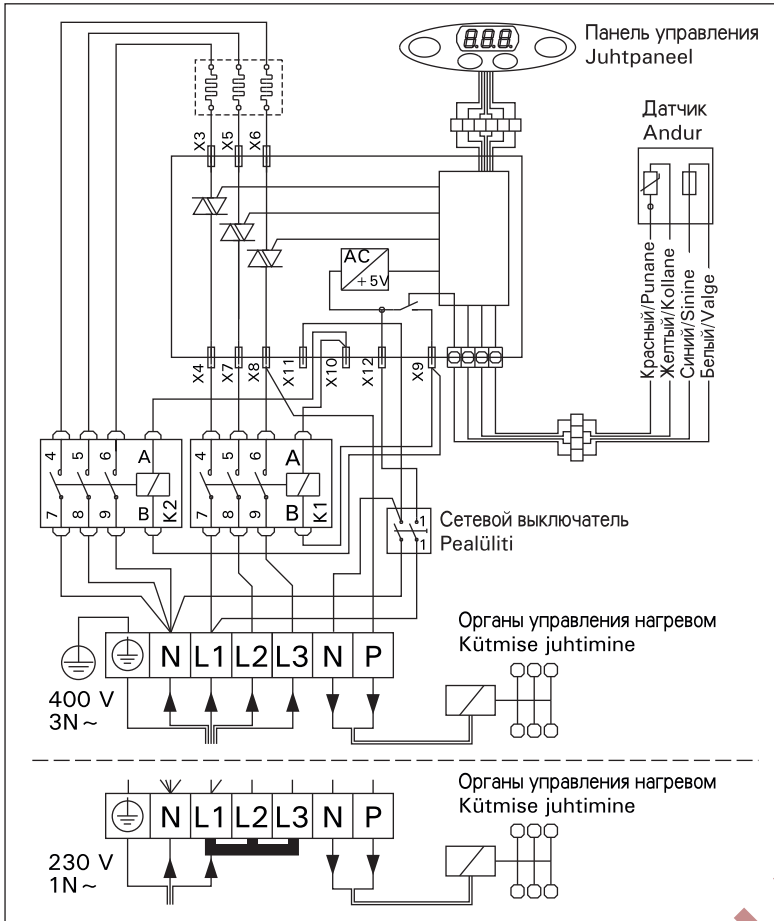 8.8.8.
Панель управления
Juhtpaneel
Датчик
Andur
X3
X5
X6
AC
+5V
Красный/Punane
Желтый/Kollane
Синий/Sinine
Белый/Valge
X4
X7
X8
X11
X10
X12
X9
4
5
6
A
7
8
9
B
K2
4
5
6
A
7
8
9
B
K1
1
1
Сетевой выключатель
Pealüliti
Органы управления нагревом
Kütmise juhtimine
N L1 L2 L3 N P
400 V
3N~
Органы управления нагревом
Kütmise juhtimine
N L1 L2 L3 N P
230 V
1N~